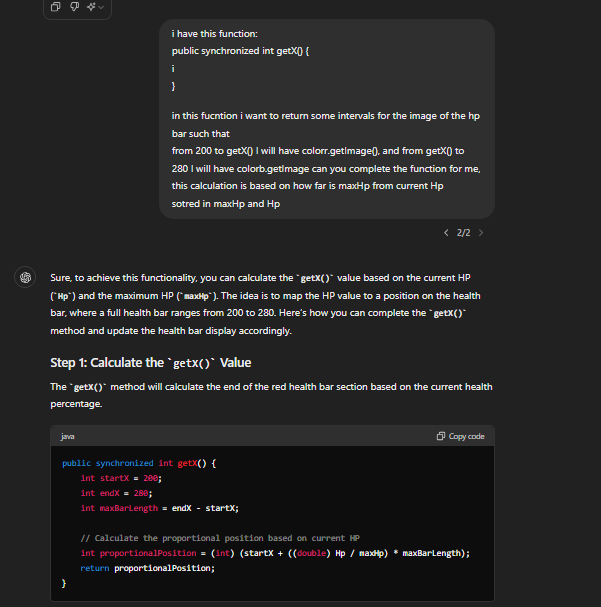 i have this function:
public synchronized int getX() {
i
}
in this fucntion i want to return some intervals for the image of the hp
bar such that
from 200 to getX() I will have colorr.getImage(), and from getX() to
280 I will have colorb.getImage can you complete the function for me,
this calculation is based on how far is maxHp from current Hp
sotred in maxHp and Hp
2/2
Sure, to achieve this functionality, you can calculate the `getX()` value based on the current HP
(`Hp`) and the maximum HP (`maxHp`). The idea is to map the HP value to a position on the health
bar, where a full health bar ranges from 200 to 280. Here's how you can complete the `getX()`
method and update the health bar display accordingly.
Step 1: Calculate the `getX()` Value
The `getX()` method will calculate the end of the red health bar section based on the current health
percentage.
java
Copy code
public synchronized int getX() {
int startX = 200;
int endX = 280;
int maxBarLength = endX - startX;
// Calculate the proportional position based on current HP
int proportionalPosition = (int) (startX + ((double) Hp / maxHp) * maxBarLength);
return proportionalPosition;
}